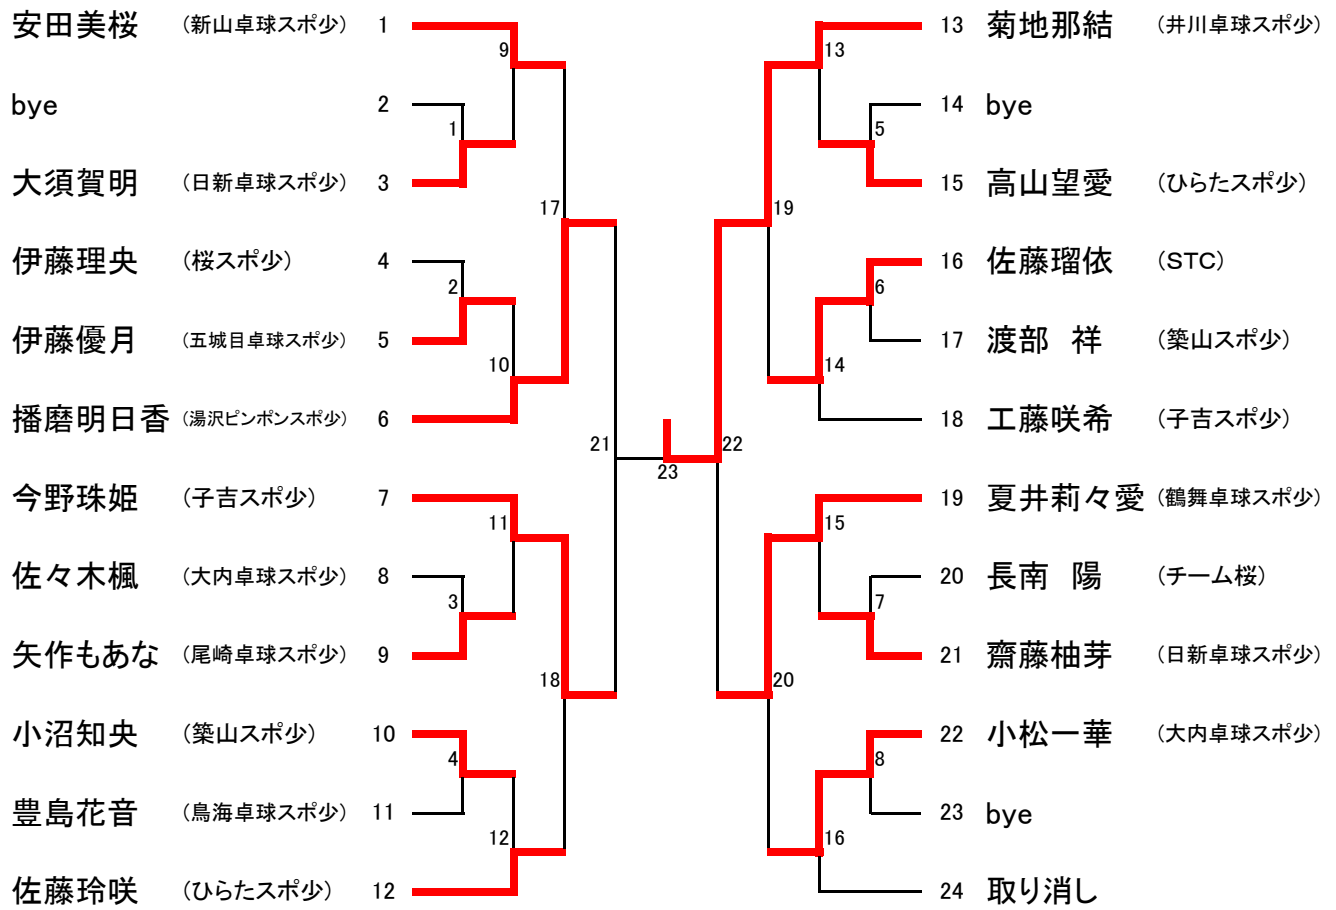 安田美桜 (新山卓球スポ少) 1
bye 2
大須賀明 (日新卓球スポ少) 3
伊藤理央 (桜スポ少) 4
伊藤優月 (五城目卓球スポ少) 5
播磨明日香 (湯沢ピンポンスポ少) 6
今野珠姫 (子吉スポ少) 7
佐々木楓 (大内卓球スポ少) 8
矢作もあな (尾崎卓球スポ少) 9
小沼知央 (築山スポ少) 10
豊島花音 (鳥海卓球スポ少) 11
佐藤玲咲 (ひらたスポ少) 12
9
1
17
2
10
21
11
3
18
4
12
23
13
5
19
6
14
22
15
7
20
8
16
13 菊地那結 (井川卓球スポ少)
14 bye
15 高山望愛 (ひらたスポ少)
16 佐藤瑠依 (STC)
17 渡部 祥 (築山スポ少)
18 工藤咲希 (子吉スポ少)
19 夏井莉々愛 (鶴舞卓球スポ少)
20 長南 陽 (チーム桜)
21 齋藤柚芽 (日新卓球スポ少)
22 小松一華 (大内卓球スポ少)
23 bye
24 取り消し